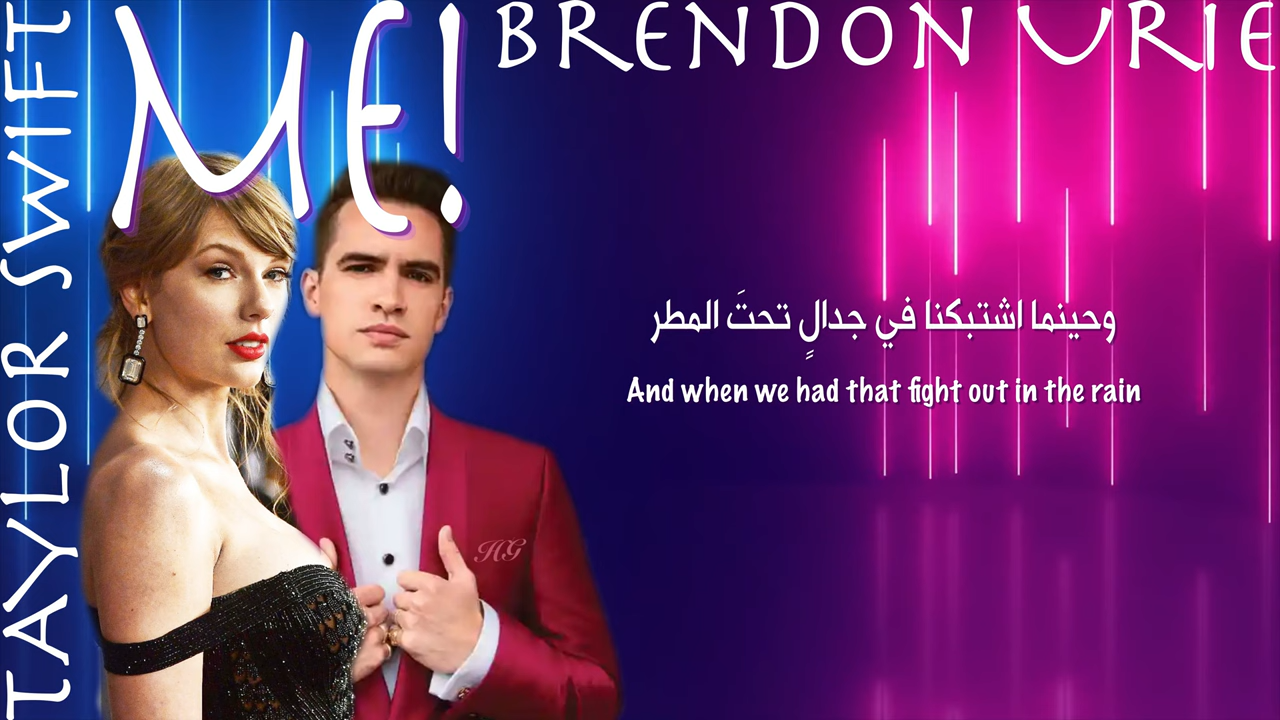 TAYLOR SWIFT
ME!
BRENDON URIE
وحينما اشتبكنا في جدالٍ تحتَ المطر
And when we had that fight out in the rain
HG